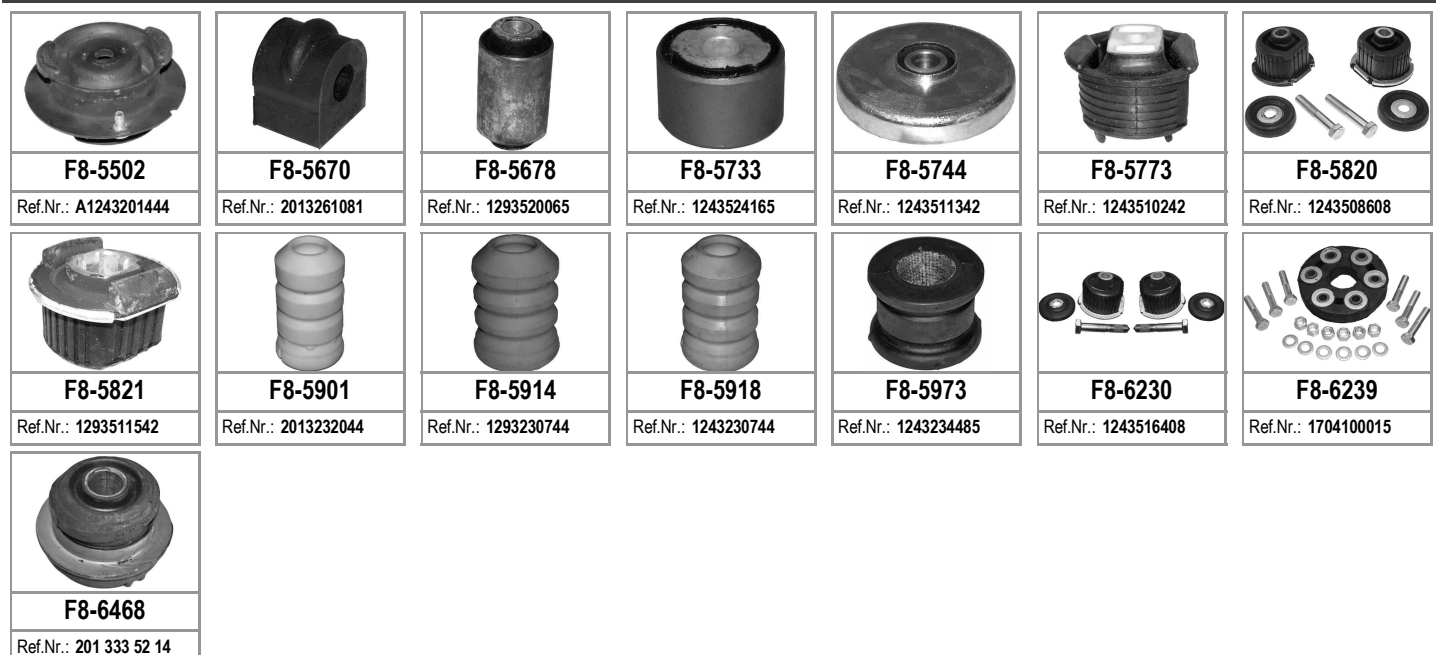 F8-5502
Ref.Nr.: A1243201444
F8-5670
Ref.Nr.: 2013261081
F8-5678
Ref.Nr.: 1293520065
F8-5733
Ref.Nr.: 1243524165
F8-5744
Ref.Nr.: 1243511342
F8-5773
Ref.Nr.: 1243510242
F8-5820
Ref.Nr.: 1243508608
F8-5821
Ref.Nr.: 1293511542
F8-5901
Ref.Nr.: 2013232044
F8-5914
Ref.Nr.: 1293230744
F8-5918
Ref.Nr.: 1243230744
F8-5973
Ref.Nr.: 1243234485
F8-6230
Ref.Nr.: 1243516408
F8-6239
Ref.Nr.: 1704100015
F8-6468
Ref.Nr.: 201 333 52 14